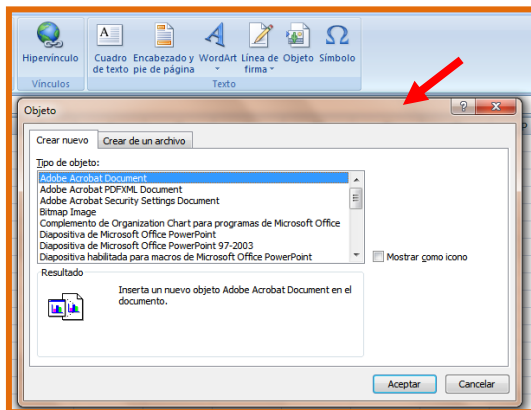 Hipervínculo
Cuadro de texto
Encabezado y pie de página
WordArt
Línea de firma
Objeto
Símbolo
Vínculos
Texto
Objeto
Crear nuevo
Crear de un archivo
Tipo de objeto:
Adobe Acrobat Document
Adobe Acrobat PDFXML Document
Adobe Acrobat Security Settings Document
Bitmap Image
Complemento de Organization Chart para programas de Microsoft Office
Diapositiva de Microsoft Office PowerPoint
Diapositiva de Microsoft Office PowerPoint 97-2003
Diapositiva habilitada para macros de Microsoft Office PowerPoint
Mostrar como icono
Resultado
Inserta un nuevo objeto Adobe Acrobat Document en el
documento.
Aceptar
Cancelar